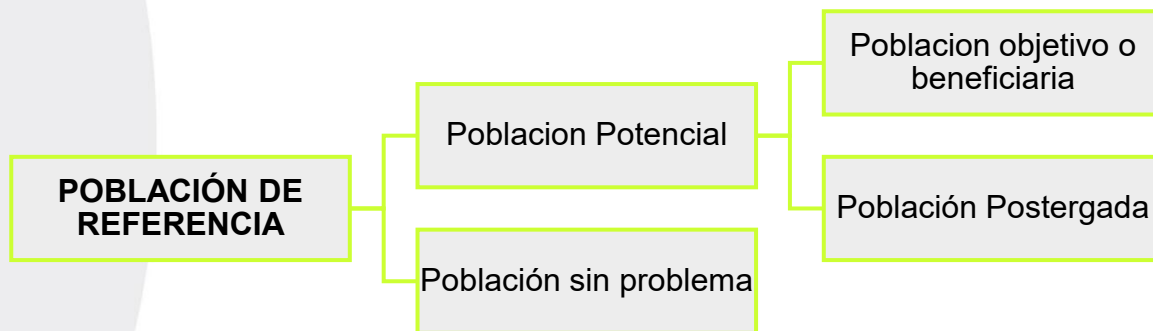 POBLACIÓN DE
REFERENCIA
Poblacion Potencial
Poblacion objetivo o
beneficiaria
Población Postergada
Población sin problema